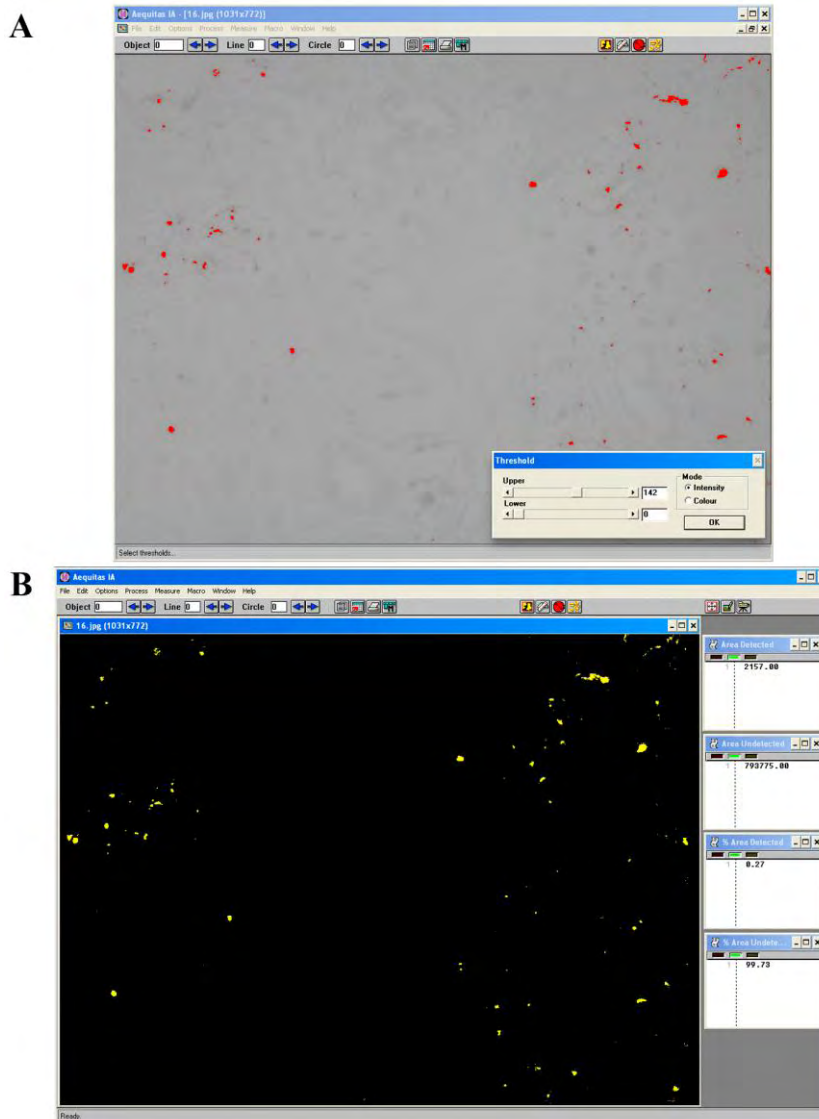 A
Aequitas IA - [16.jpg (1031x772)]
File Edit Options Process Measure Macro Window Help
Object 0 Line 0 Circle 0
Threshold
Upper
142
Lower
0
Mode
Intensity
Colour
OK
Select thresholds...
B
Aequitas IA
File Edit Options Process Measure Macro Window Help
Object 0 Line 0 Circle 0
16.jpg (1031x772)
Area Detected
1 2157.00
Area Undetected
1 793775.00
% Area Detected
1 0.27
% Area Undete...
1 99.73
Ready.